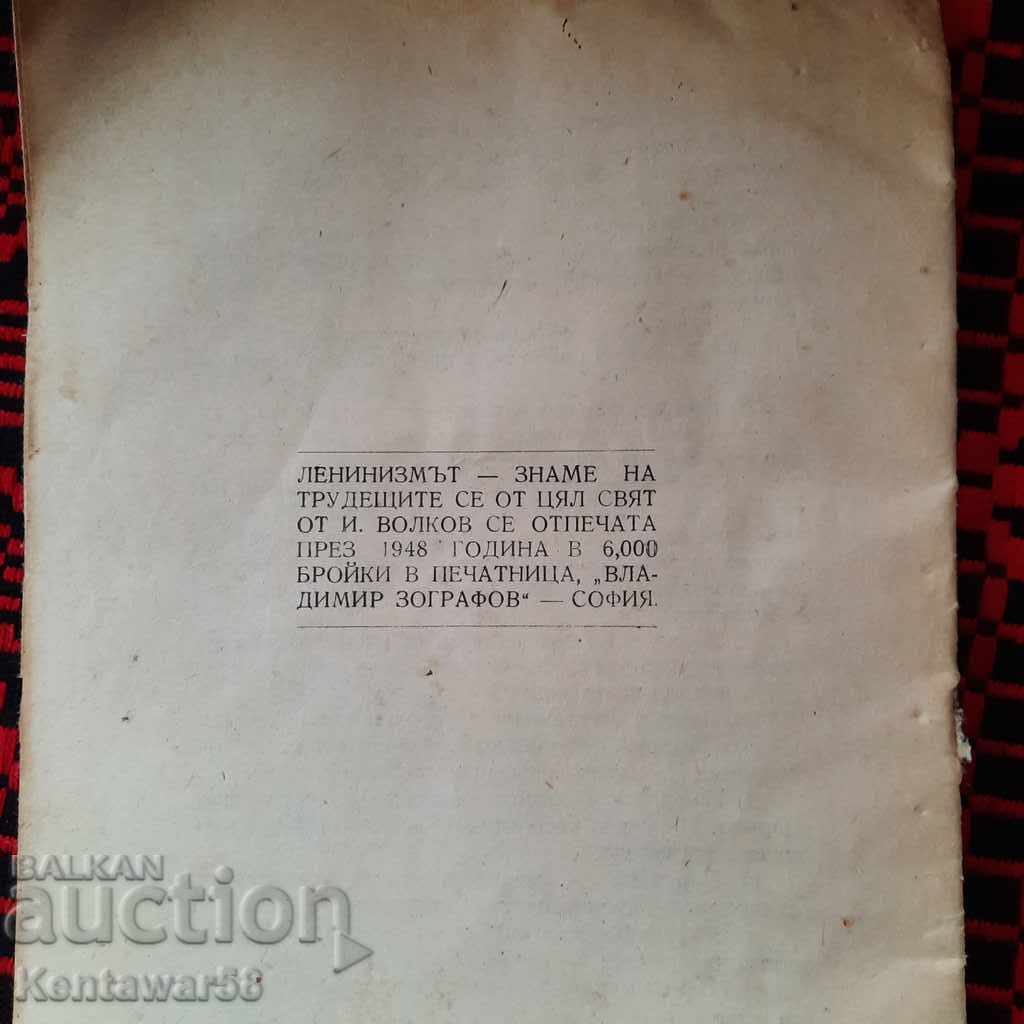 ЛЕНИНИЗМЪТ — ЗНАМЕ НА
ТРУДЕЩИТЕ СЕ ОТ ЦЯЛ СВЯТ
ОТ И. ВОЛКОВ СЕ ОТПЕЧАТА
ПРЕЗ 1948 ГОДИНА В 6,000
БРОЙКИ В ПЕЧАТНИЦА, „ВЛА-
ДИМИР ЗОГРАФОВ“ — СОФИЯ.
BALKAN
auction
Kentawar58